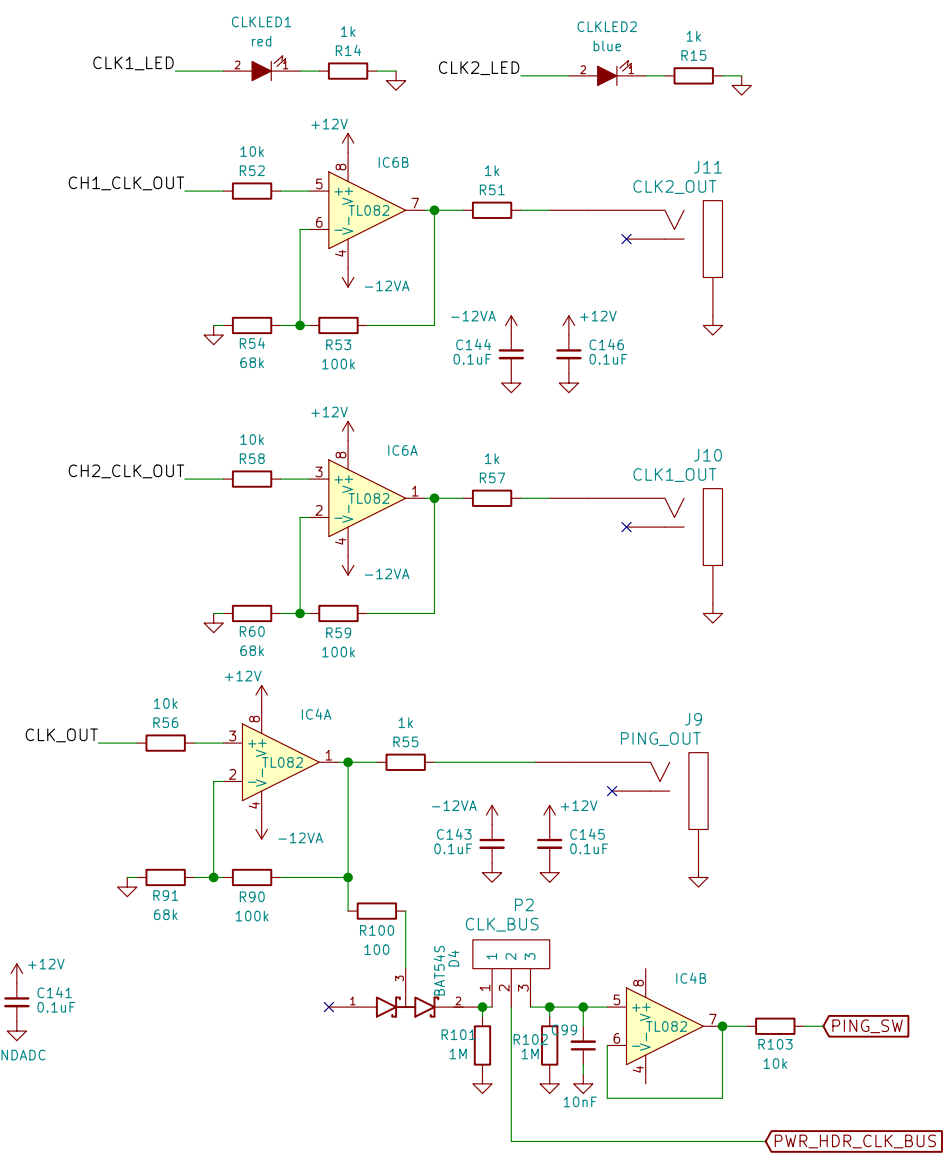 CLKLED1
red
CLK1_LED
2
1
1k
R14
CLKLED2
blue
CLK2_LED
2
1
1k
R15
+12V
IC6B
10k
R52
CH1_CLK_OUT
8
5
++
V
TL082
7
6
V-
4
-12VA
1k
R51
J11
CLK2_OUT
R54
68k
R53
100k
-12VA
C144
0.1uF
+12V
C146
0.1uF
+12V
IC6A
10k
R58
CH2_CLK_OUT
8
3
++
V
TL082
1
2
V-
4
-12VA
1k
R57
J10
CLK1_OUT
R60
68k
R59
100k
+12V
IC4A
10k
R56
CLK_OUT
8
3
++
V
TL082
1
2
V-
4
-12VA
1k
R55
J9
PING_OUT
-12VA
C143
0.1uF
+12V
C145
0.1uF
R91
68k
R90
100k
R100
100
P2
CLK_BUS
1 2 3
1 2 3
BAT54S
D4
3
1
2
+12V
C141
0.1uF
NDADC
R101
1M
R102
1M
C99
10nF
IC4B
8
5
++
V
TL082
7
6
V-
4
R103
10k
PING_SW
PWR_HDR_CLK_BUS